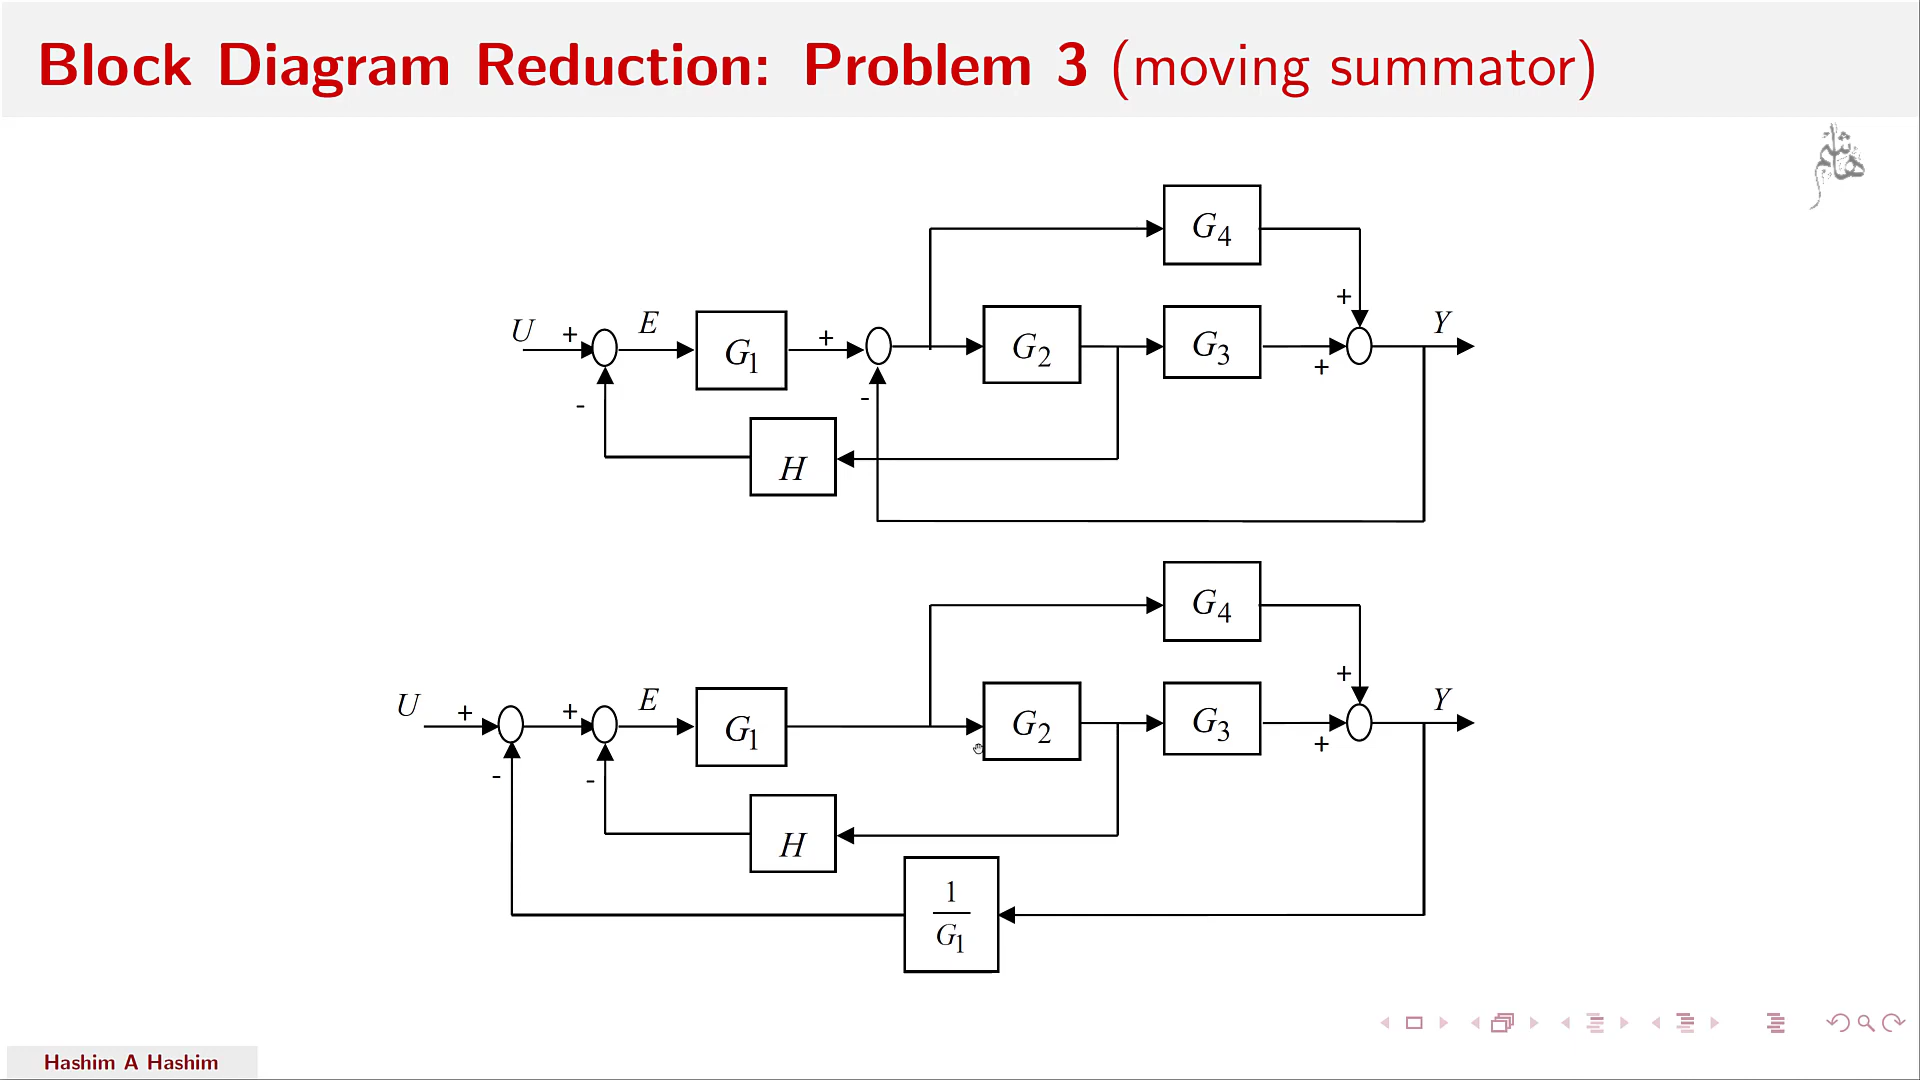 Block Diagram Reduction: Problem 3 (moving summator)
هاشم
G4
U + E G1 + G2 G3 + + Y
- H -
G4
U + + E G1 G2 G3 + + Y
- - H
1
G1
Hashim A Hashim